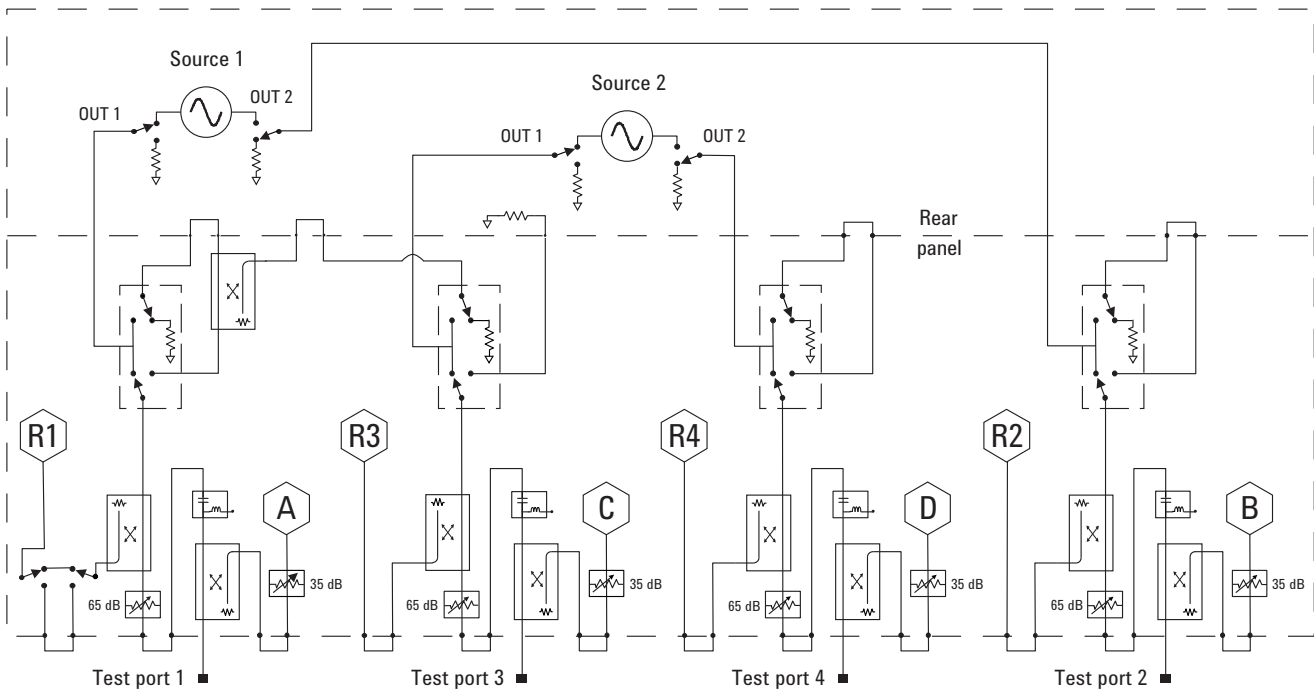 Source 1
OUT 1
OUT 2
Source 2
OUT 1
OUT 2
Rear
panel
R1
R3
R4
R2
A
C
D
B
35 dB
35 dB
35 dB
35 dB
65 dB
65 dB
65 dB
65 dB
Test port 1
Test port 3
Test port 4
Test port 2